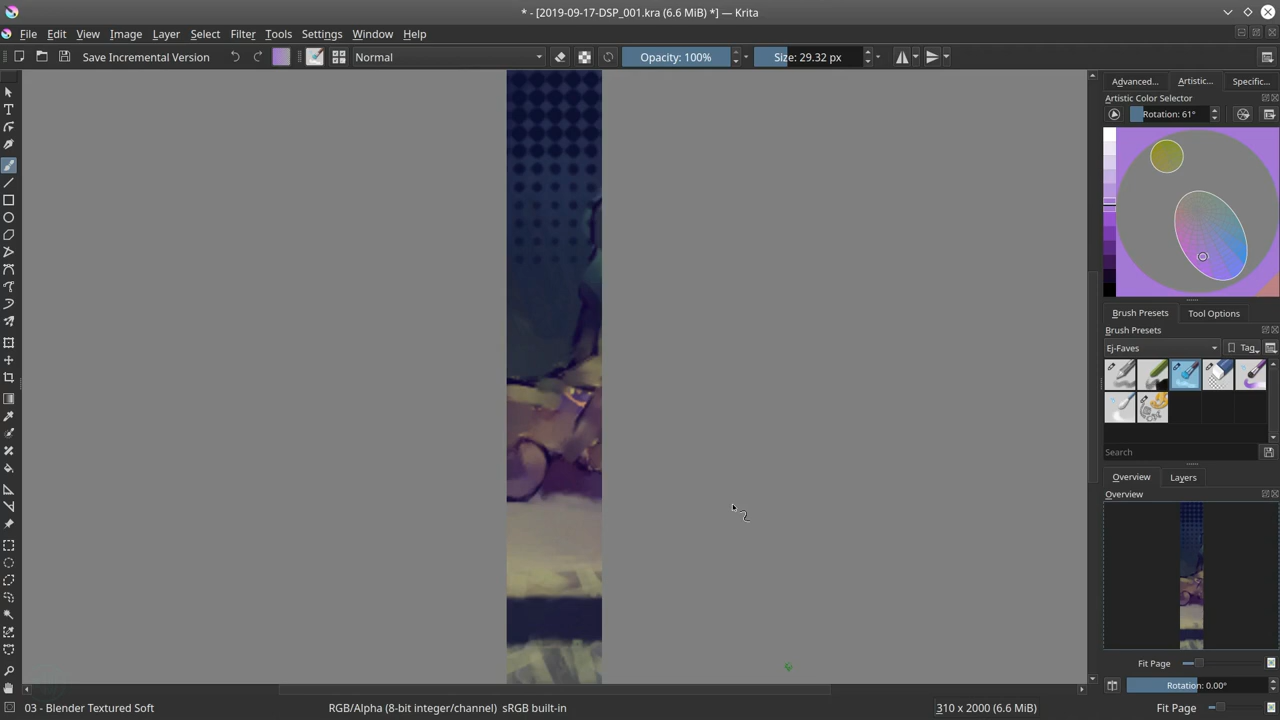 * - [2019-09-17-DSP_001.kra (6.6 MiB) *] — Krita
File Edit View Image Layer Select Filter Tools Settings Window Help
Save Incremental Version Normal Opacity: 100% Size: 29.32 px
Advanced... Artistic... Specific...
Artistic Color Selector
Rotation: 61°
Brush Presets Tool Options
Brush Presets
Ej-Faves Tag
Search
Overview Layers
Overview
Fit Page
Rotation: 0.00°
03 - Blender Textured Soft RGB/Alpha (8-bit integer/channel) sRGB built-in 310 x 2000 (6.6 MiB) Fit Page